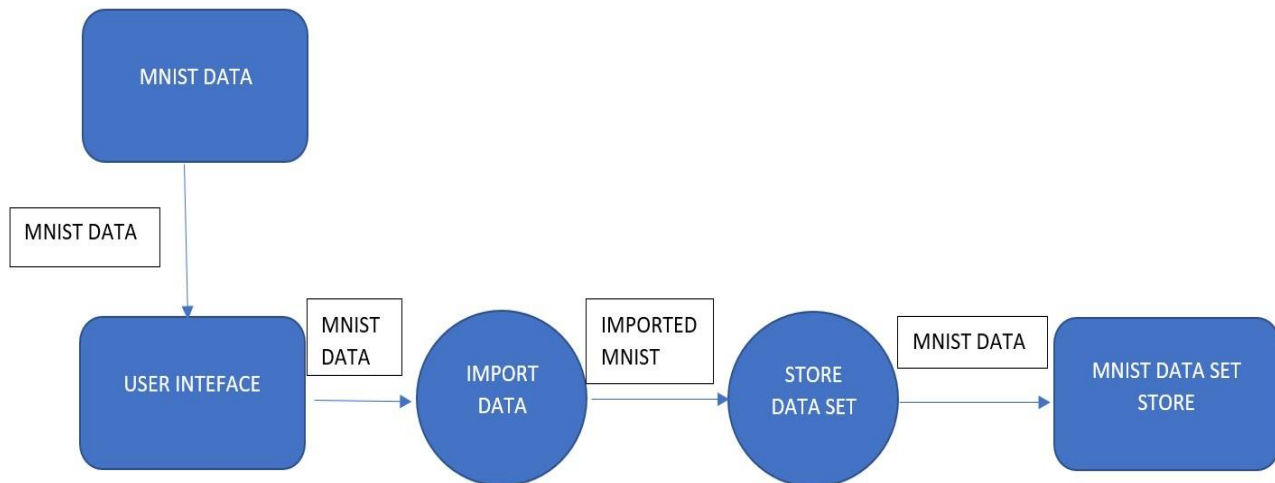 MNIST DATA
MNIST DATA
USER INTEFACE
MNIST
DATA
IMPORT
DATA
IMPORTED
MNIST
STORE
DATA SET
MNIST DATA
MNIST DATA SET
STORE